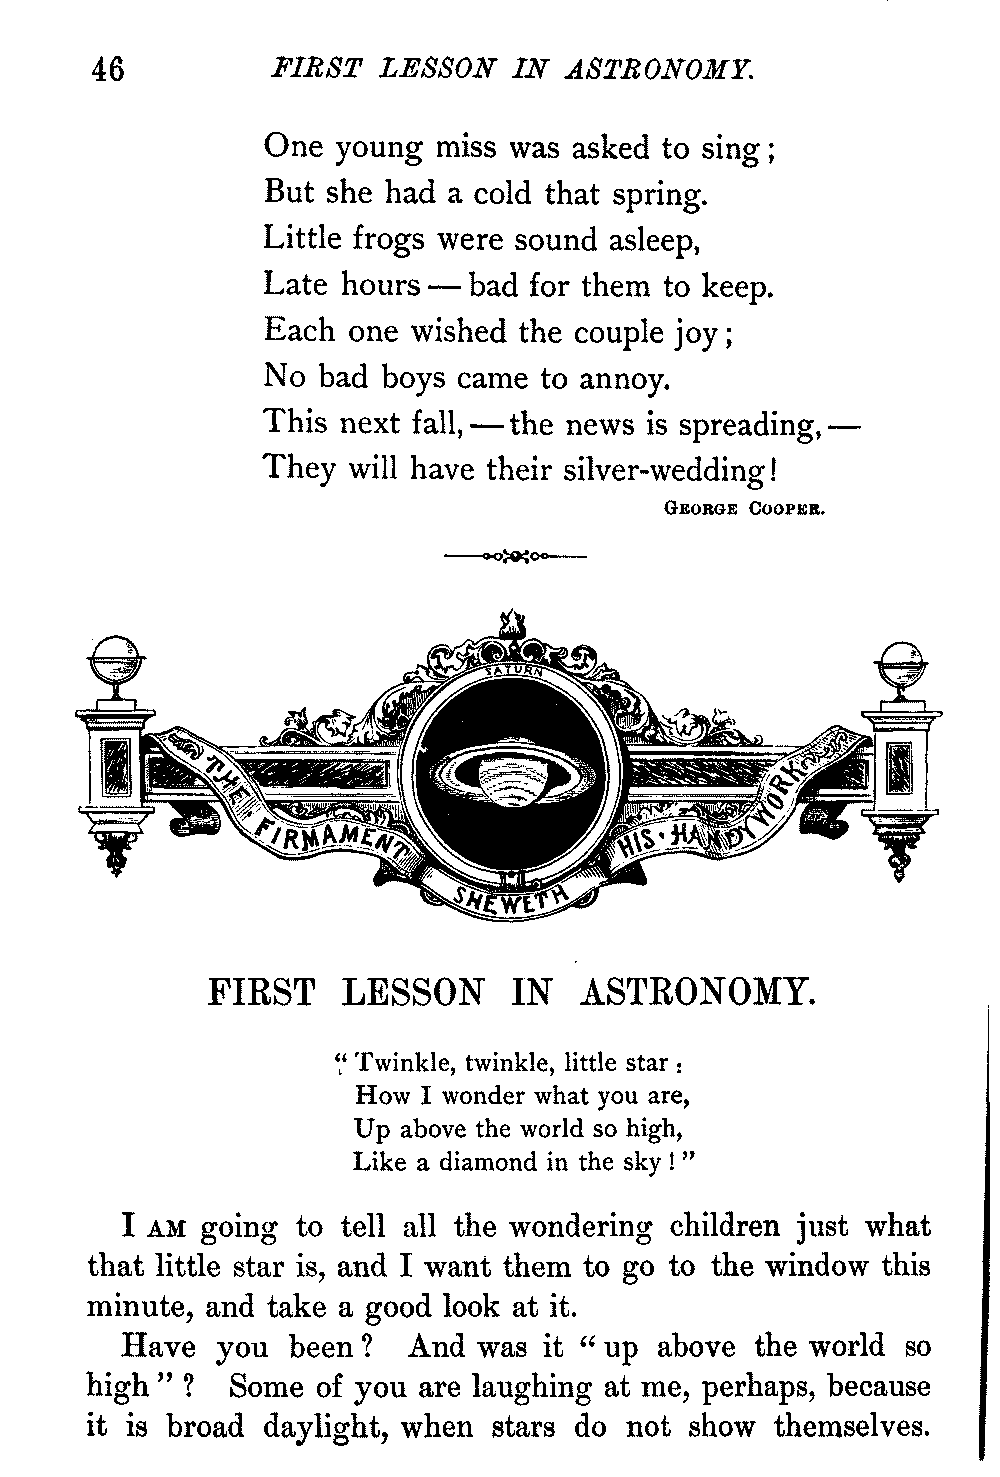 46 FIRST LESSON IN ASTRONOMY.
One young miss was asked to sing;
But she had a cold that spring.
Little frogs were sound asleep,
Late hours — bad for them to keep.
Each one wished the couple joy;
No bad boys came to annoy.
This next fall, — the news is spreading, —
They will have their silver-wedding!
GEORGE COOPER.
SATURN
THE FIRMAMENT SHEWETH HIS · HANDYWORK
FIRST LESSON IN ASTRONOMY.
“ Twinkle, twinkle, little star :
How I wonder what you are,
Up above the world so high,
Like a diamond in the sky ! ”
I AM going to tell all the wondering children just what
that little star is, and I want them to go to the window this
minute, and take a good look at it.
Have you been ? And was it “ up above the world so
high ” ? Some of you are laughing at me, perhaps, because
it is broad daylight, when stars do not show themselves.